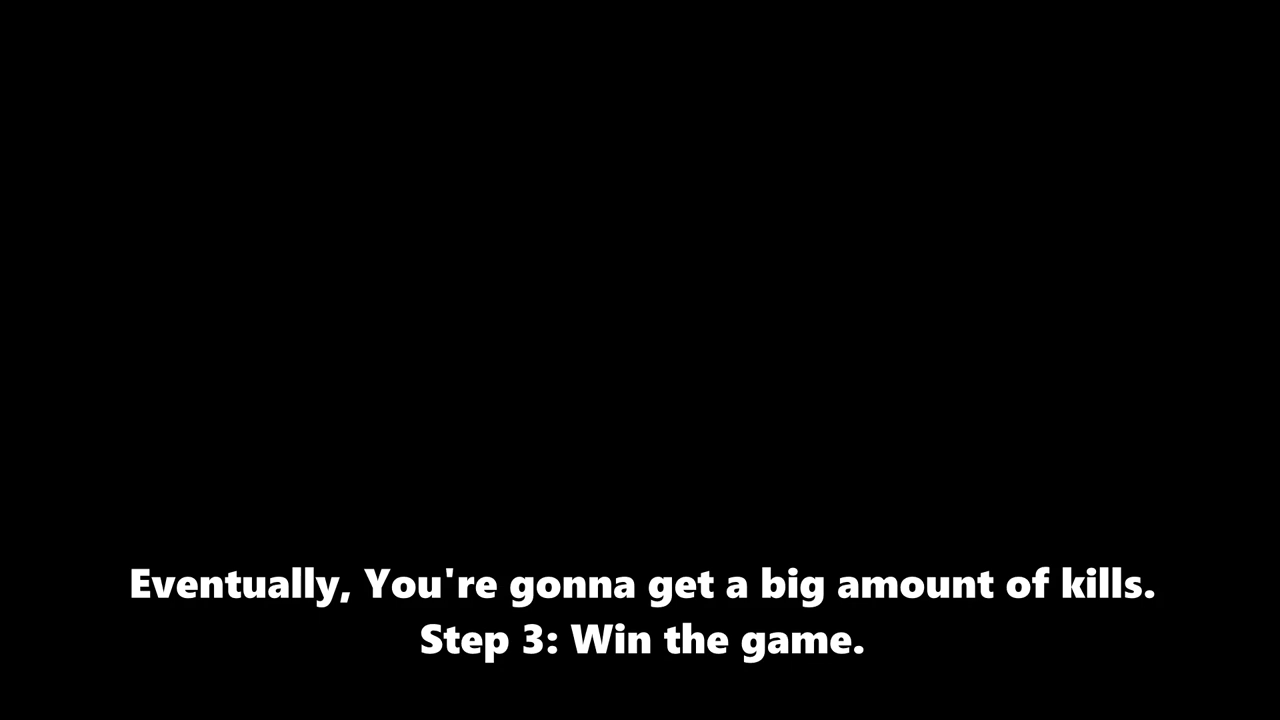 Eventually, You're gonna get a big amount of kills.
Step 3: Win the game.